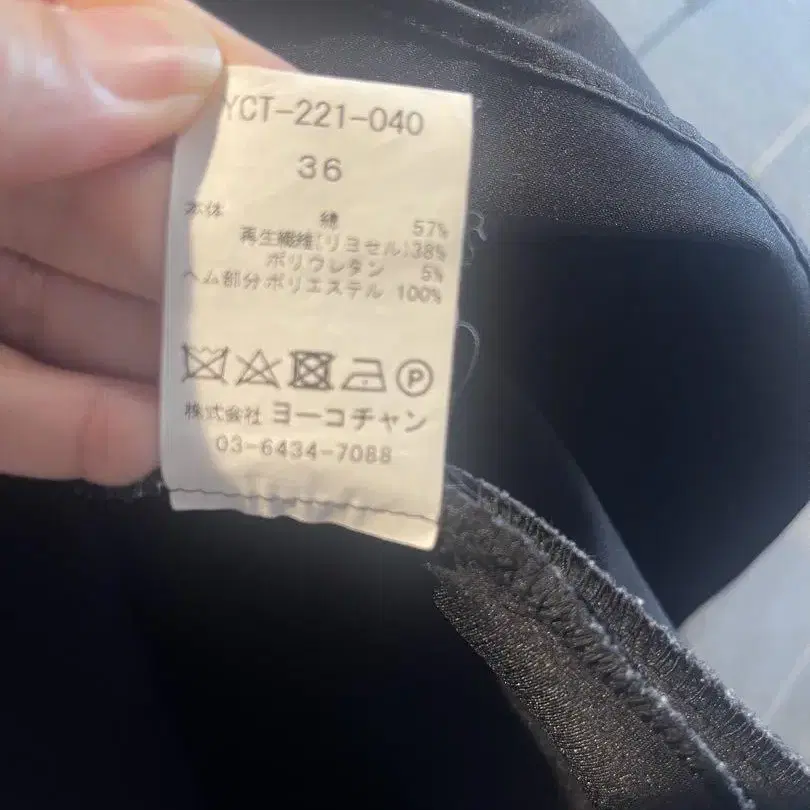 YCT-221-040
36
本体 綿 57%
再生繊維(リヨセル)38%
ポリウレタン 5%
ヘム部分ポリエステル 100%
P
株式会社 ヨーコチャン
03-6434-7088